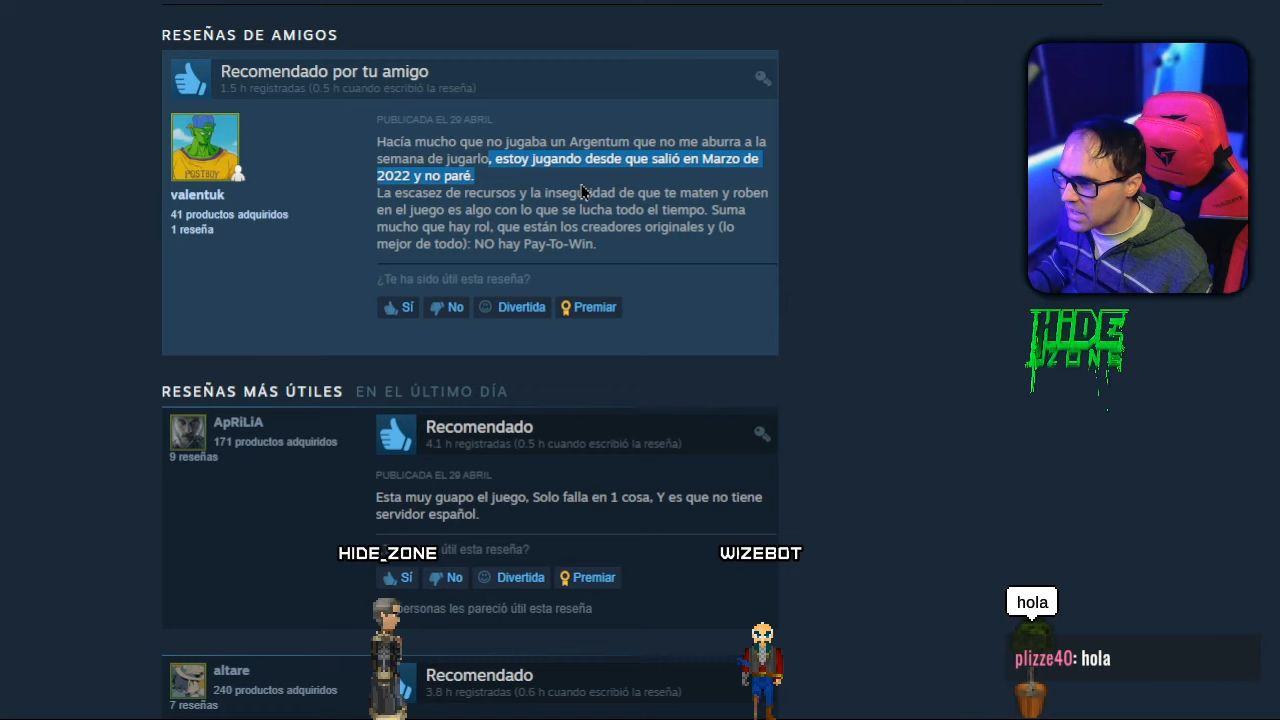 RESEÑAS DE AMIGOS
Recomendado por tu amigo
1.5 h registradas (0.5 h cuando escribió la reseña)
POSTBOY
valentuk
41 productos adquiridos
1 reseña
PUBLICADA EL 29 ABRIL
Hacía mucho que no jugaba un Argentum que no me aburra a la
semana de jugarlo, estoy jugando desde que salió en Marzo de
2022 y no paré.
La escasez de recursos y la inseguridad de que te maten y roben
en el juego es algo con lo que se lucha todo el tiempo. Suma
mucho que hay rol, que están los creadores originales y (lo
mejor de todo): NO hay Pay-To-Win.
¿Te ha sido útil esta reseña?
Sí
No
Divertida
Premiar
HiDE
ZONE
RESEÑAS MÁS ÚTILES EN EL ÚLTIMO DÍA
ApRiLiA
171 productos adquiridos
9 reseñas
Recomendado
4.1 h registradas (0.5 h cuando escribió la reseña)
PUBLICADA EL 29 ABRIL
Esta muy guapo el juego, Solo falla en 1 cosa, Y es que no tiene
servidor español.
útil esta reseña?
HIDE_ZONE
WIZEBOT
Sí
No
Divertida
Premiar
personas les pareció útil esta reseña
hola
plizze40: hola
altare
240 productos adquiridos
7 reseñas
Recomendado
3.8 h registradas (0.6 h cuando escribió la reseña)